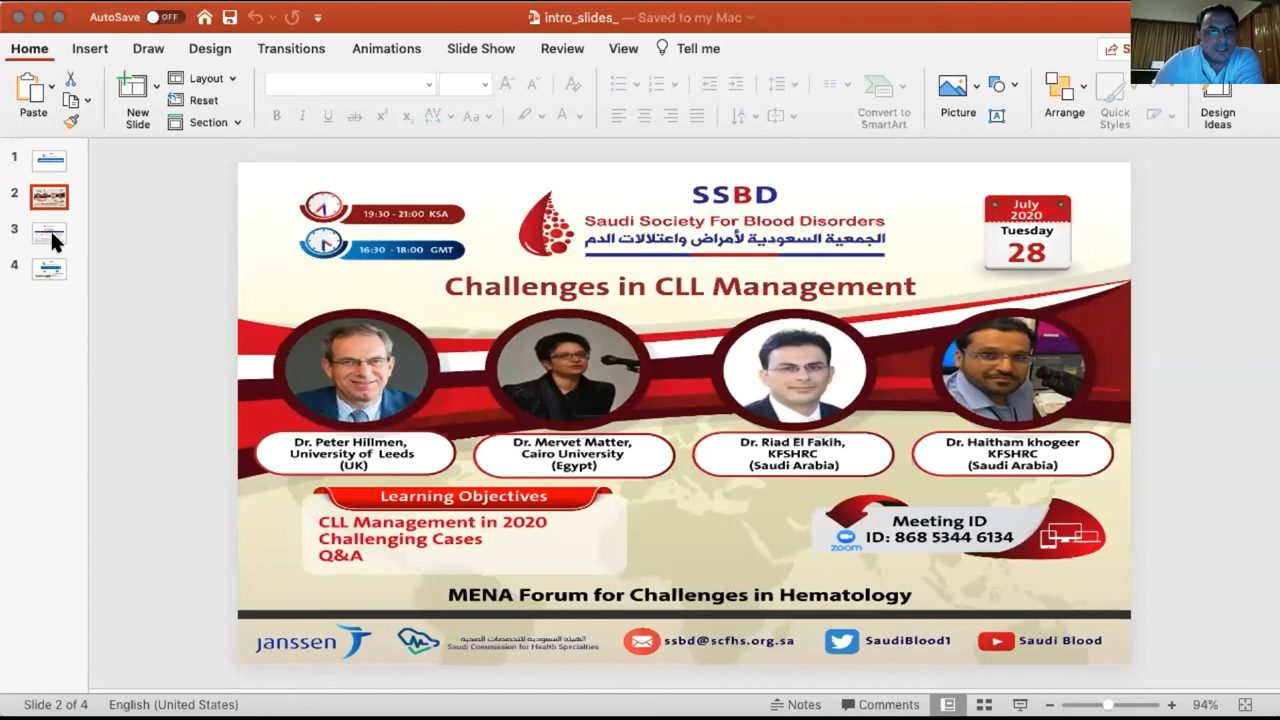 AutoSave OFF
intro_slides_ — Saved to my Mac
Home Insert Draw Design Transitions Animations Slide Show Review View Tell me
Paste
New Slide
Layout
Reset
Section
B I U ab X² X₂ AV Aa A
Convert to SmartArt
Picture
Arrange
Quick Styles
Design Ideas
1
2
3
4
19:30 - 21:00 KSA
16:30 - 18:00 GMT
SSBD
Saudi Society For Blood Disorders
الجمعية السعودية لأمراض واعتلالات الدم
July
2020
Tuesday
28
Challenges in CLL Management
Dr. Peter Hillmen,
University of Leeds
(UK)
Dr. Mervet Matter,
Cairo University
(Egypt)
Dr. Riad El Fakih,
KFSHRC
(Saudi Arabia)
Dr. Haitham khogeer
KFSHRC
(Saudi Arabia)
Learning Objectives
CLL Management in 2020
Challenging Cases
Q&A
Meeting ID
ID: 868 5344 6134
zoom
MENA Forum for Challenges in Hematology
janssen
الهيئة السعودية للتخصصات الصحية
Saudi Commission for Health Specialties
ssbd@scfhs.org.sa
SaudiBlood1
Saudi Blood
Slide 2 of 4 English (United States) Notes Comments 94%